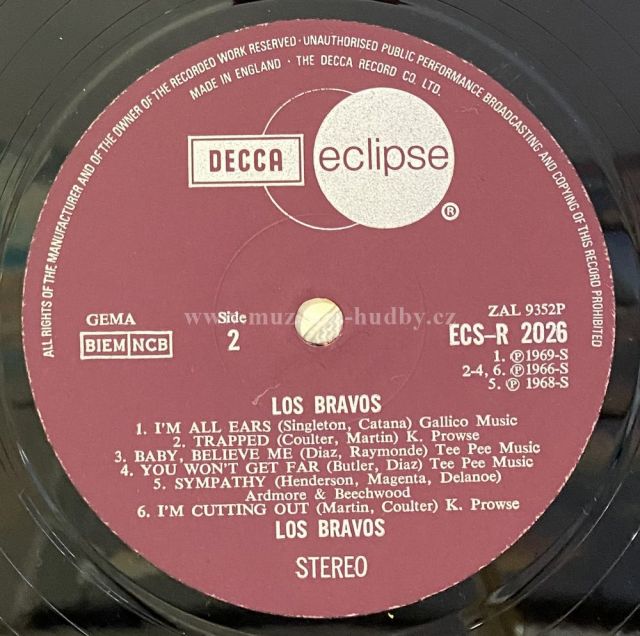 ALL RIGHTS OF THE MANUFACTURER AND OF THE OWNER OF THE RECORDED WORK RESERVED · UNAUTHORISED PUBLIC PERFORMANCE BROADCASTING AND COPYING OF THIS RECORD PROHIBITED
MADE IN ENGLAND · THE DECCA RECORD CO. LTD.
DECCA eclipse ®
GEMA
BIEM NCB
Side
2
ZAL 9352P
ECS-R 2026
1. ℗1969-S
2-4, 6. ℗1966-S
5. ℗1968-S
LOS BRAVOS
1. I'M ALL EARS (Singleton, Catana) Gallico Music
2. TRAPPED (Coulter, Martin) K. Prowse
3. BABY, BELIEVE ME (Diaz, Raymonde) Tee Pee Music
4. YOU WON'T GET FAR (Butler, Diaz) Tee Pee Music
5. SYMPATHY (Henderson, Magenta, Delanoe)
Ardmore & Beechwood
6. I'M CUTTING OUT (Martin, Coulter) K. Prowse
LOS BRAVOS
STEREO